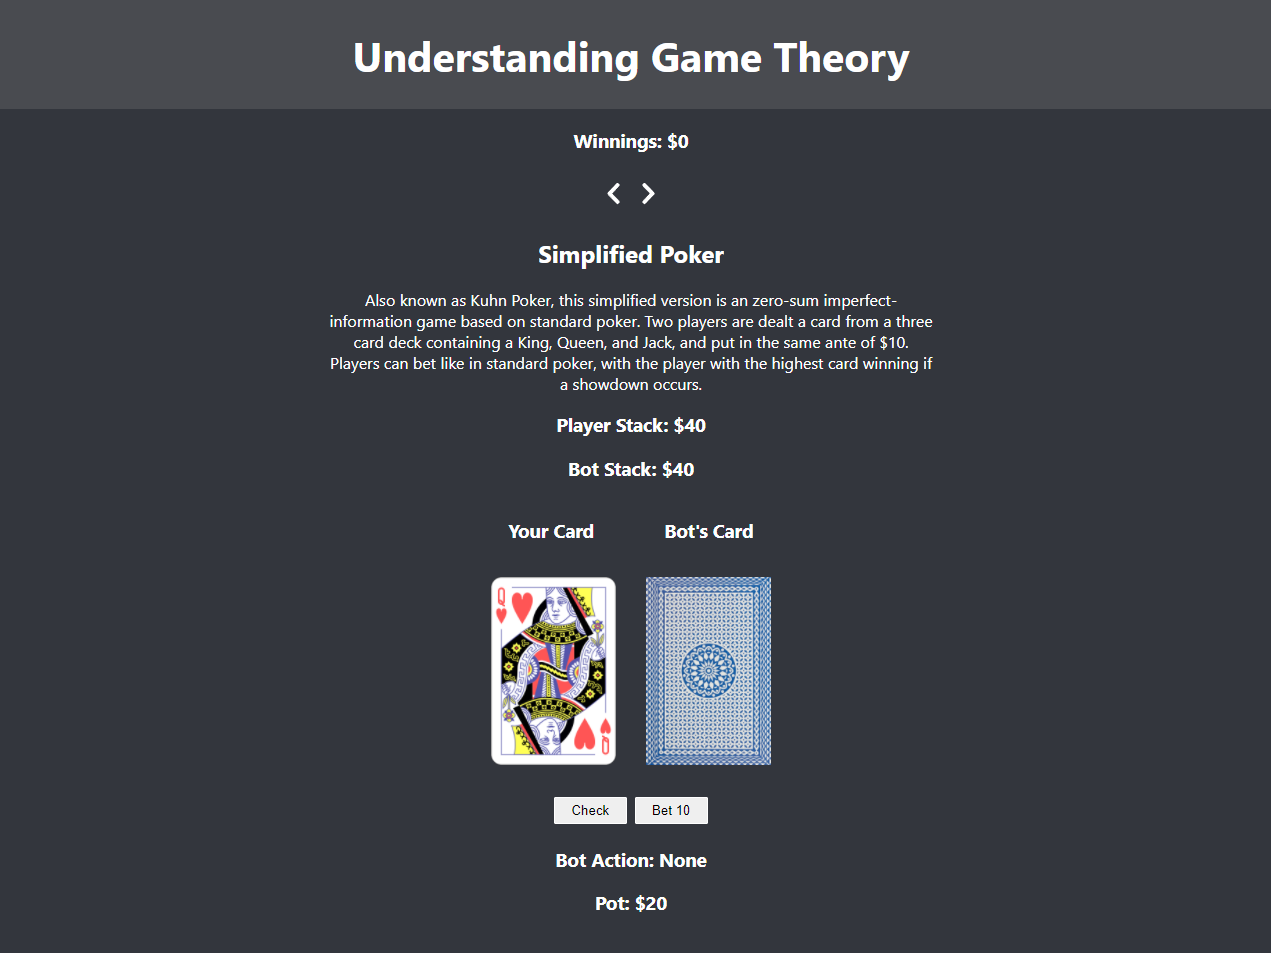 Understanding Game Theory
Winnings: $0
Simplified Poker
Also known as Kuhn Poker, this simplified version is an zero-sum imperfect-
information game based on standard poker. Two players are dealt a card from a three
card deck containing a King, Queen, and Jack, and put in the same ante of $10.
Players can bet like in standard poker, with the player with the highest card winning if
a showdown occurs.
Player Stack: $40
Bot Stack: $40
Your Card
Bot's Card
Q
Q
Check
Bet 10
Bot Action: None
Pot: $20